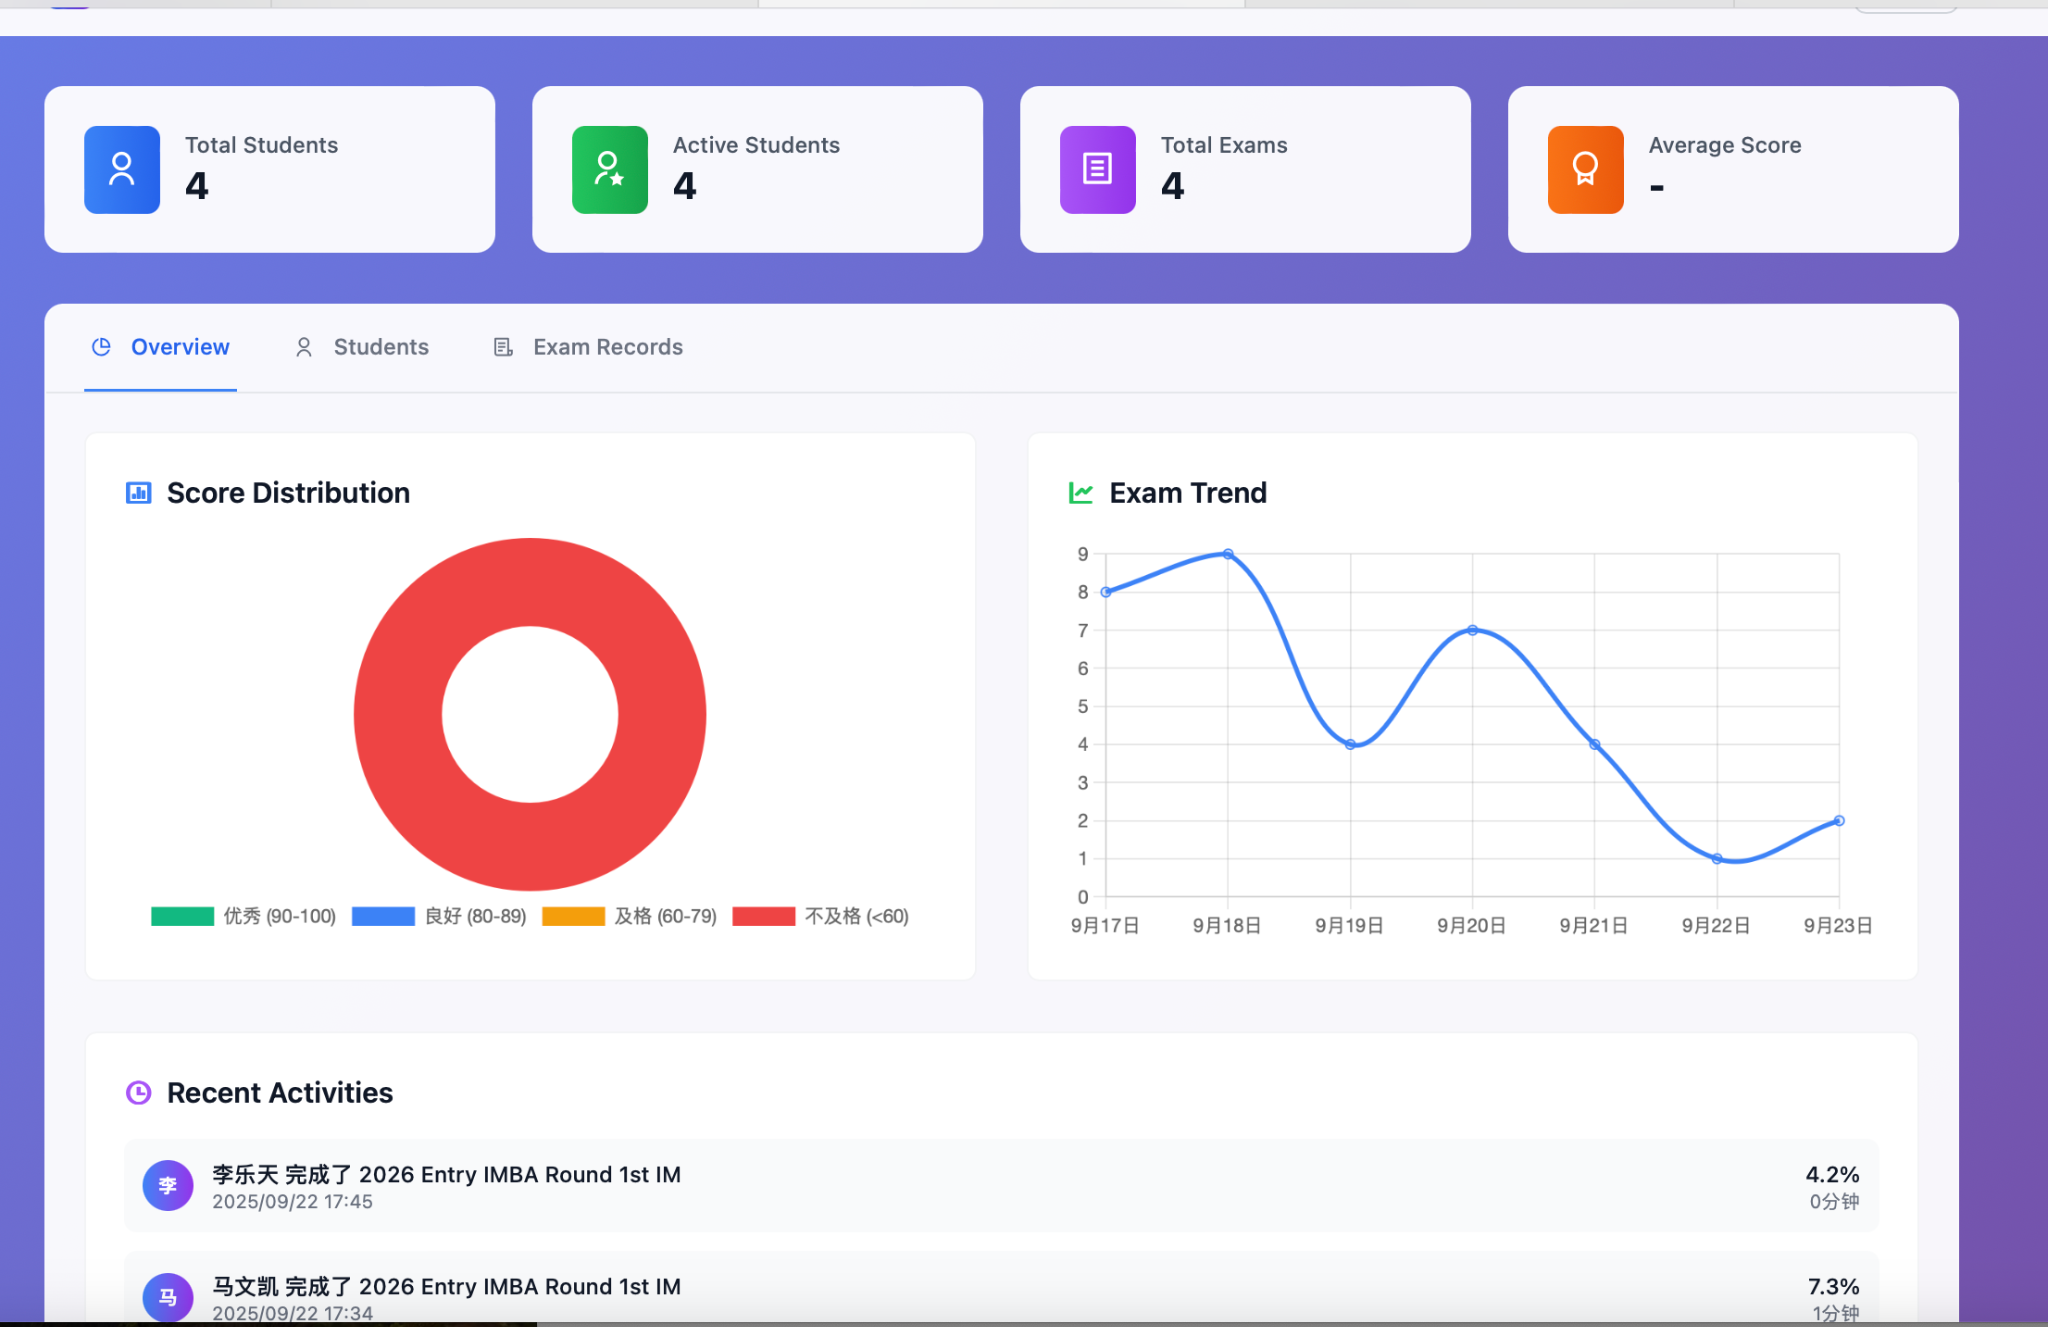 Total Students
4
Active Students
4
Total Exams
4
Average Score
-
Overview
Students
Exam Records
Score Distribution
优秀 (90-100)
良好 (80-89)
及格 (60-79)
不及格 (<60)
Exam Trend
9
8
7
6
5
4
3
2
1
0
9月17日
9月18日
9月19日
9月20日
9月21日
9月22日
9月23日
Recent Activities
李
李乐天 完成了 2026 Entry IMBA Round 1st IM
2025/09/22 17:45
4.2%
0分钟
马
马文凯 完成了 2026 Entry IMBA Round 1st IM
2025/09/22 17:34
7.3%
1分钟